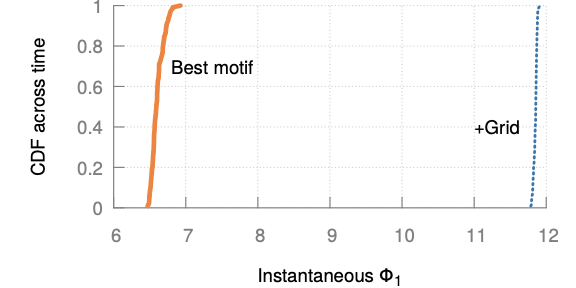 1
0.8
0.6
0.4
0.2
0
CDF across time
Best motif
+Grid
6 7 8 9 10 11 12
Instantaneous Φ₁